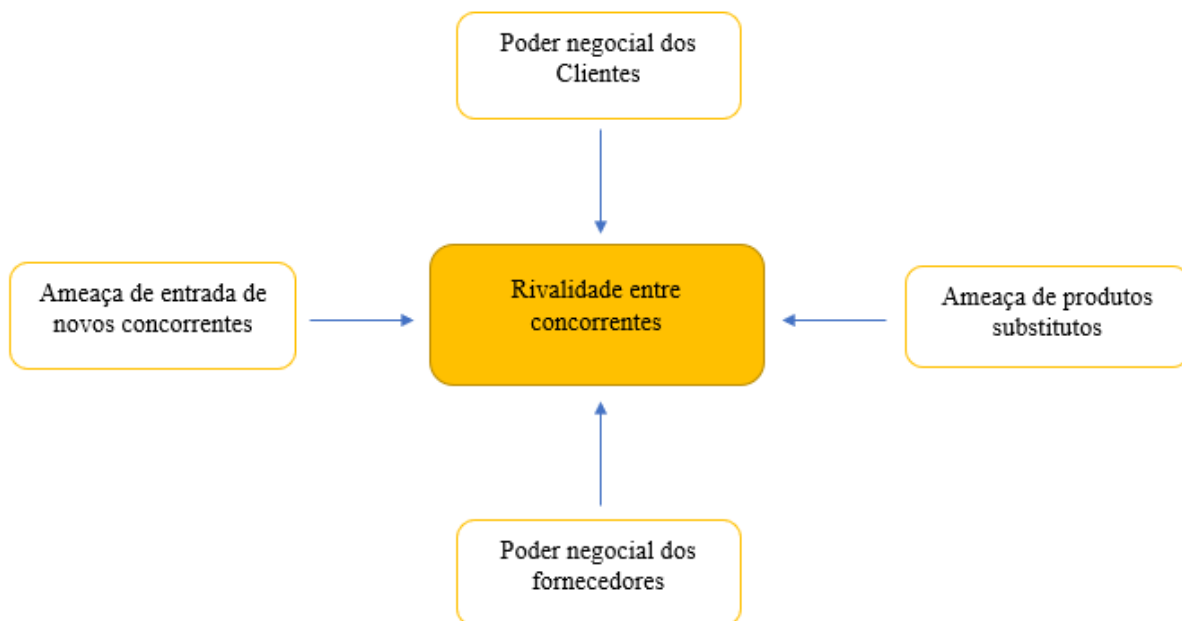 Poder negocial dos
Clientes
Ameaça de entrada de
novos concorrentes
Rivalidade entre
concorrentes
Ameaça de produtos
substitutos
Poder negocial dos
fornecedores